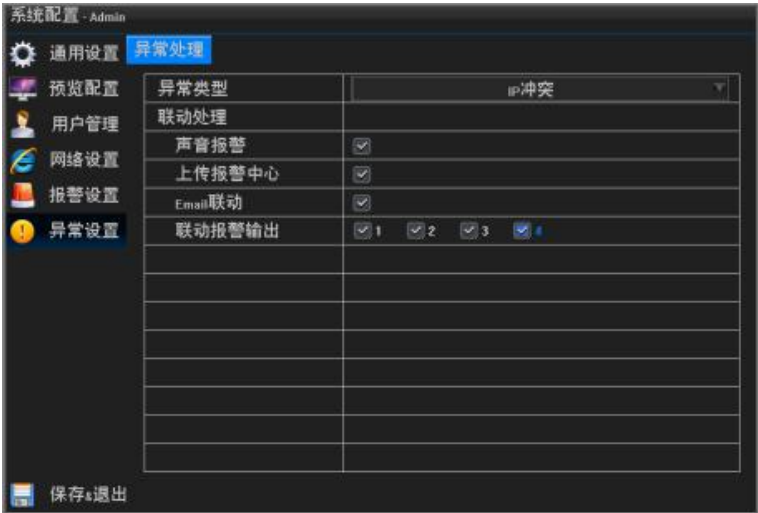 系统配置 - Admin
通用设置
异常处理
预览配置
异常类型 IP冲突
用户管理
联动处理
声音报警
网络设置
上传报警中心
报警设置
Email联动
异常设置
联动报警输出 1 2 3 4
保存&退出